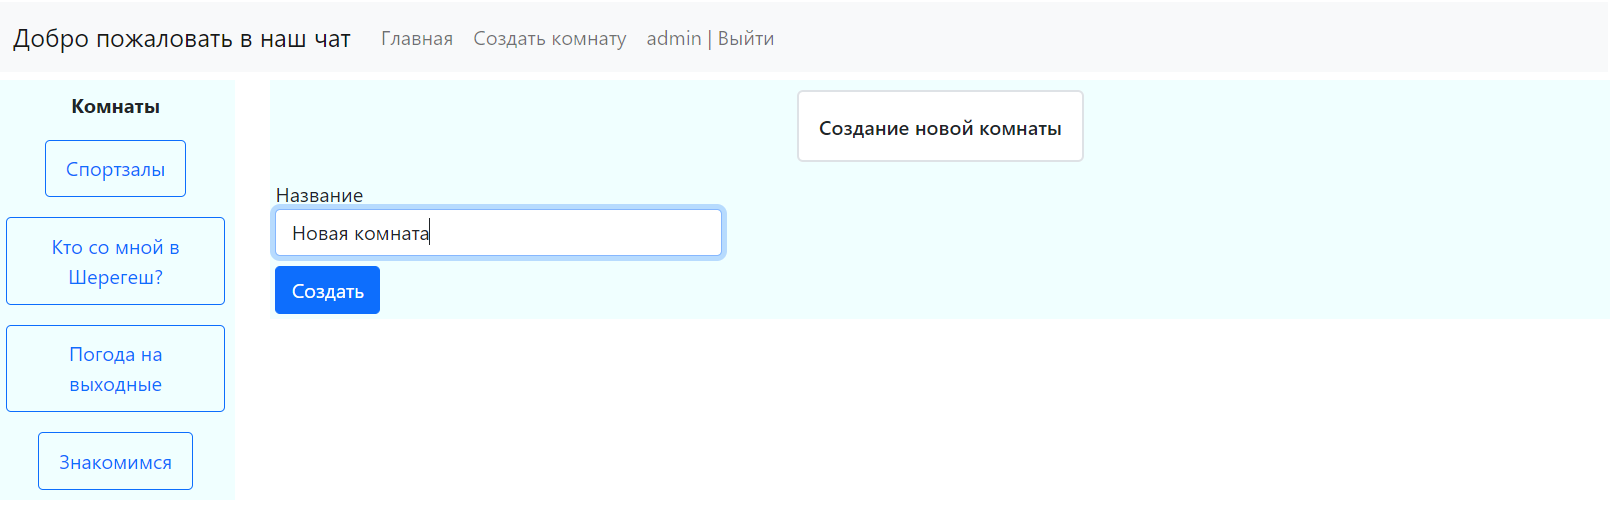 Добро пожаловать в наш чат Главная Создать комнату admin | Выйти
Комнаты
Спортзалы
Кто со мной в
Шерегеш?
Погода на
выходные
Знакомимся
Создание новой комнаты
Название
Новая комната
Создать